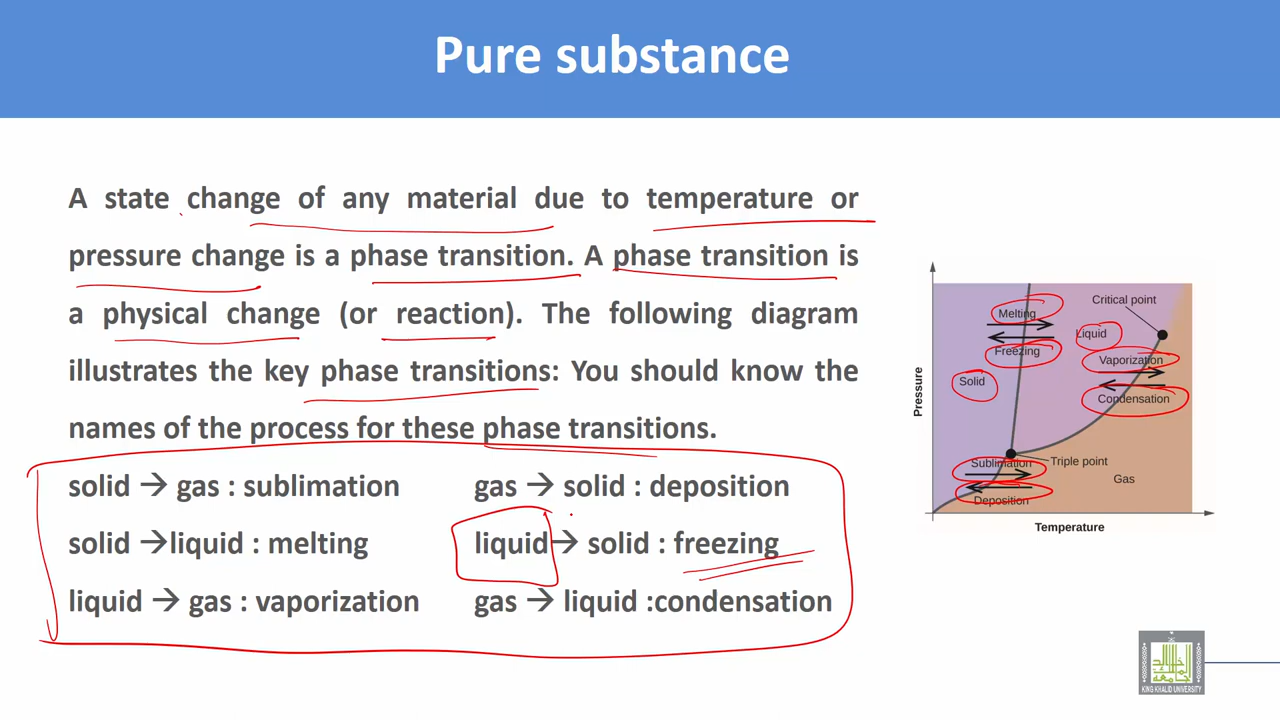 Pure substance
A state change of any material due to temperature or
pressure change is a phase transition. A phase transition is
a physical change (or reaction). The following diagram
illustrates the key phase transitions: You should know the
names of the process for these phase transitions.
solid → gas : sublimation
gas → solid : deposition
solid →liquid : melting
liquid → solid : freezing
liquid → gas : vaporization
gas → liquid :condensation
Pressure
Melting
Freezing
Solid
Critical point
Liquid
Vaporization
Condensation
Sublimation
Triple point
Deposition
Gas
Temperature
KING KHALID UNIVERSITY